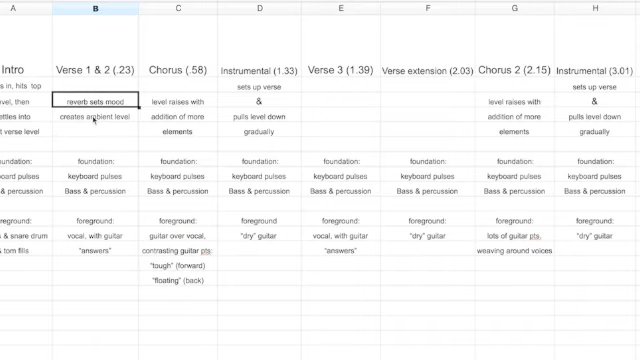 A B C D E F G H
Intro Verse 1 & 2 (.23) Chorus (.58) Instrumental (1.33) Verse 3 (1.39) Verse extension (2.03) Chorus 2 (2.15) Instrumental (3.01)
s in, hits top sets up verse sets up verse
vel, then reverb sets mood level raises with & level raises with &
ettles into creates ambient level addition of more pulls level down addition of more pulls level down
t verse level elements gradually elements gradually
foundation: foundation: foundation: foundation: foundation: foundation: foundation: foundation:
keyboard pulses keyboard pulses keyboard pulses keyboard pulses keyboard pulses keyboard pulses keyboard pulses keyboard pulses
Bass & percussion Bass & percussion Bass & percussion Bass & percussion Bass & percussion Bass & percussion Bass & percussion Bass & percussion
foreground: foreground: foreground: foreground foreground: foreground foreground: foreground:
s & snare drum vocal, with guitar guitar over vocal, "dry" guitar vocal, with guitar "dry" guitar lots of guitar pts. "dry" guitar
& tom fills "answers" contrasting guitar pts: "answers" weaving around voices
"tough" (forward)
"floating" (back)